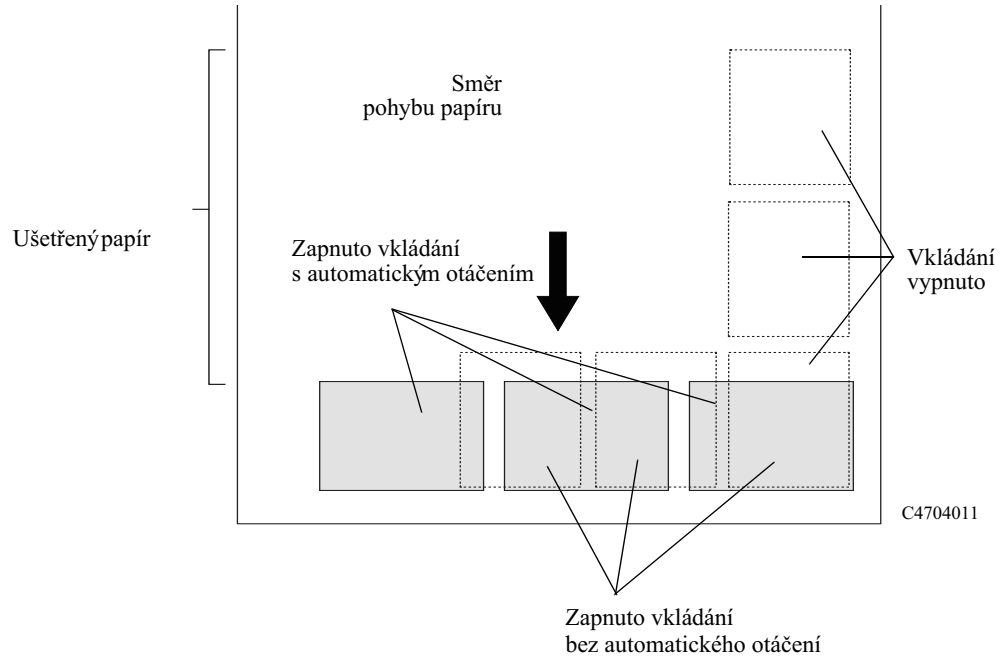 Směr
pohybu papíru
Ušetřený papír
Zapnuto vkládání
s automatickým otáčením
Vkládání
vypnuto
C4704011
Zapnuto vkládání
bez automatického otáčení